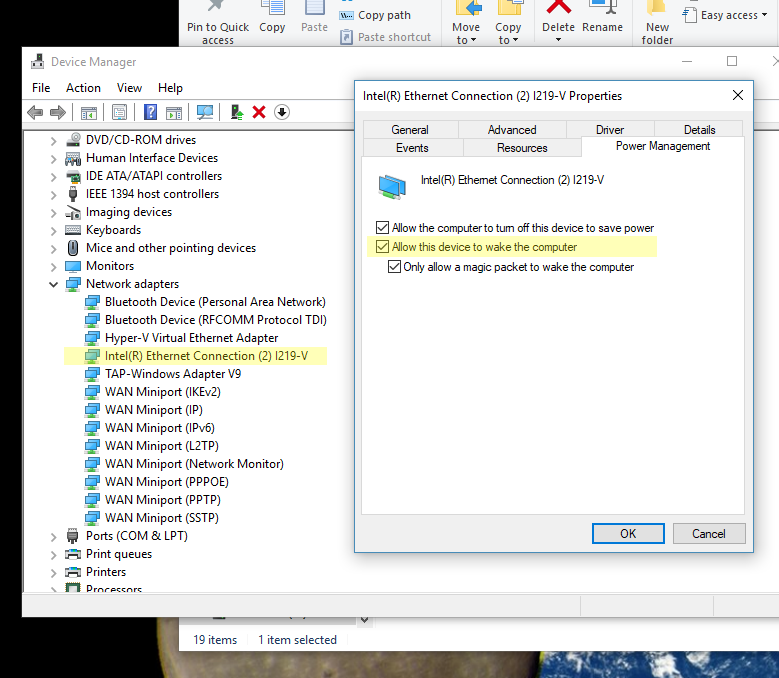 Pin to Quick
access
Copy
Paste
Copy path
Paste shortcut
Move
to
Copy
to
Delete
Rename
New
folder
Easy access
Device Manager
File Action View Help
DVD/CD-ROM drives
Human Interface Devices
IDE ATA/ATAPI controllers
IEEE 1394 host controllers
Imaging devices
Keyboards
Mice and other pointing devices
Monitors
Network adapters
Bluetooth Device (Personal Area Network)
Bluetooth Device (RFCOMM Protocol TDI)
Hyper-V Virtual Ethernet Adapter
Intel(R) Ethernet Connection (2) I219-V
TAP-Windows Adapter V9
WAN Miniport (IKEv2)
WAN Miniport (IP)
WAN Miniport (IPv6)
WAN Miniport (L2TP)
WAN Miniport (Network Monitor)
WAN Miniport (PPPOE)
WAN Miniport (PPTP)
WAN Miniport (SSTP)
Ports (COM & LPT)
Print queues
Printers
Processors
Intel(R) Ethernet Connection (2) I219-V Properties
General Advanced Driver Details
Events Resources Power Management
Intel(R) Ethernet Connection (2) I219-V
Allow the computer to turn off this device to save power
Allow this device to wake the computer
Only allow a magic packet to wake the computer
OK Cancel
19 items 1 item selected